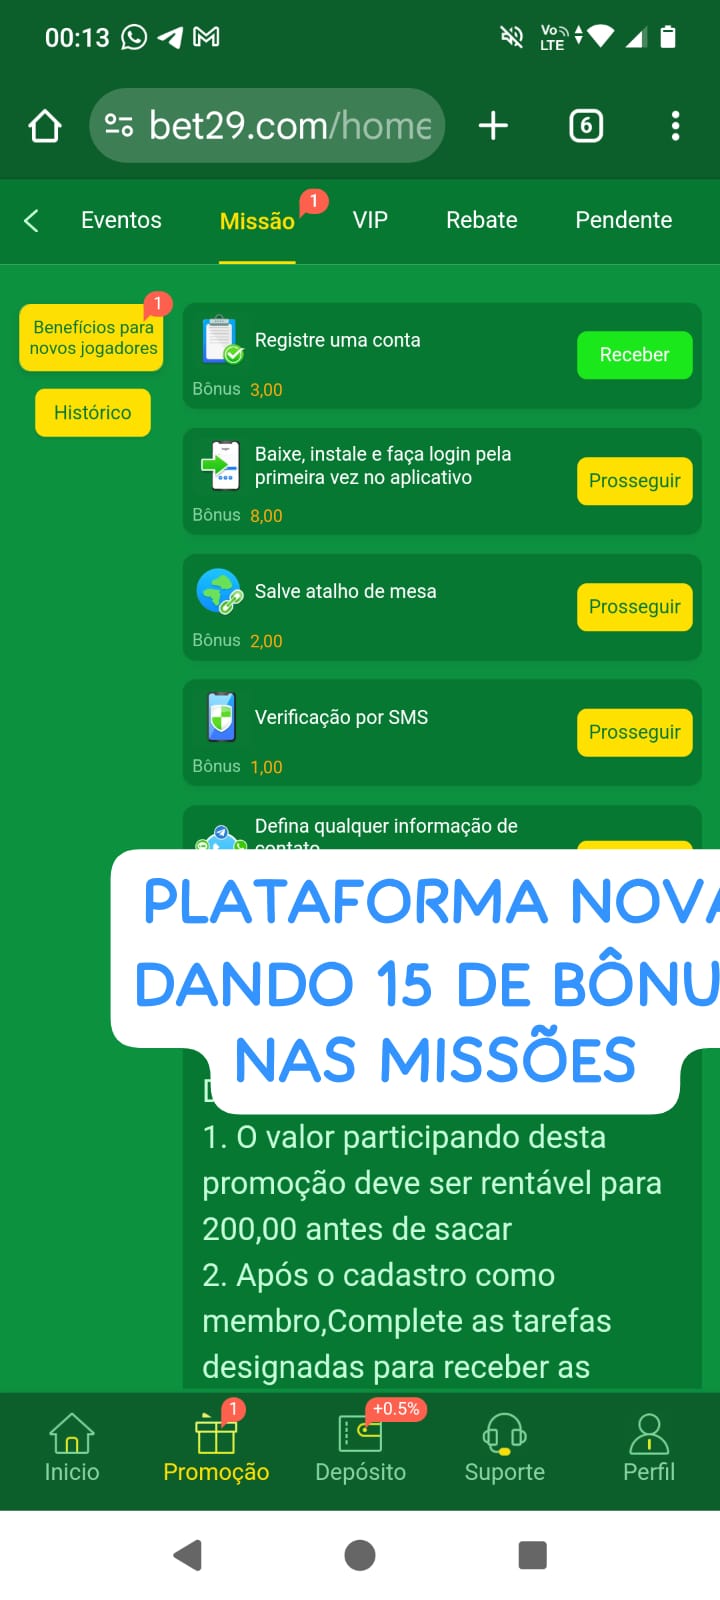 00:13
Vo LTE
bet29.com/home
6
Eventos
Missão
1
VIP
Rebate
Pendente
Benefícios para
novos jogadores
1
Histórico
Registre uma conta
Bônus 3,00
Receber
Baixe, instale e faça login pela
primeira vez no aplicativo
Bônus 8,00
Prosseguir
Salve atalho de mesa
Bônus 2,00
Prosseguir
Verificação por SMS
Bônus 1,00
Prosseguir
Defina qualquer informação de
contato
PLATAFORMA NOVA
DANDO 15 DE BÔNU
NAS MISSÕES
1. O valor participando desta
promoção deve ser rentável para
200,00 antes de sacar
2. Após o cadastro como
membro,Complete as tarefas
designadas para receber as
Inicio
Promoção
1
Depósito
+0.5%
Suporte
Perfil